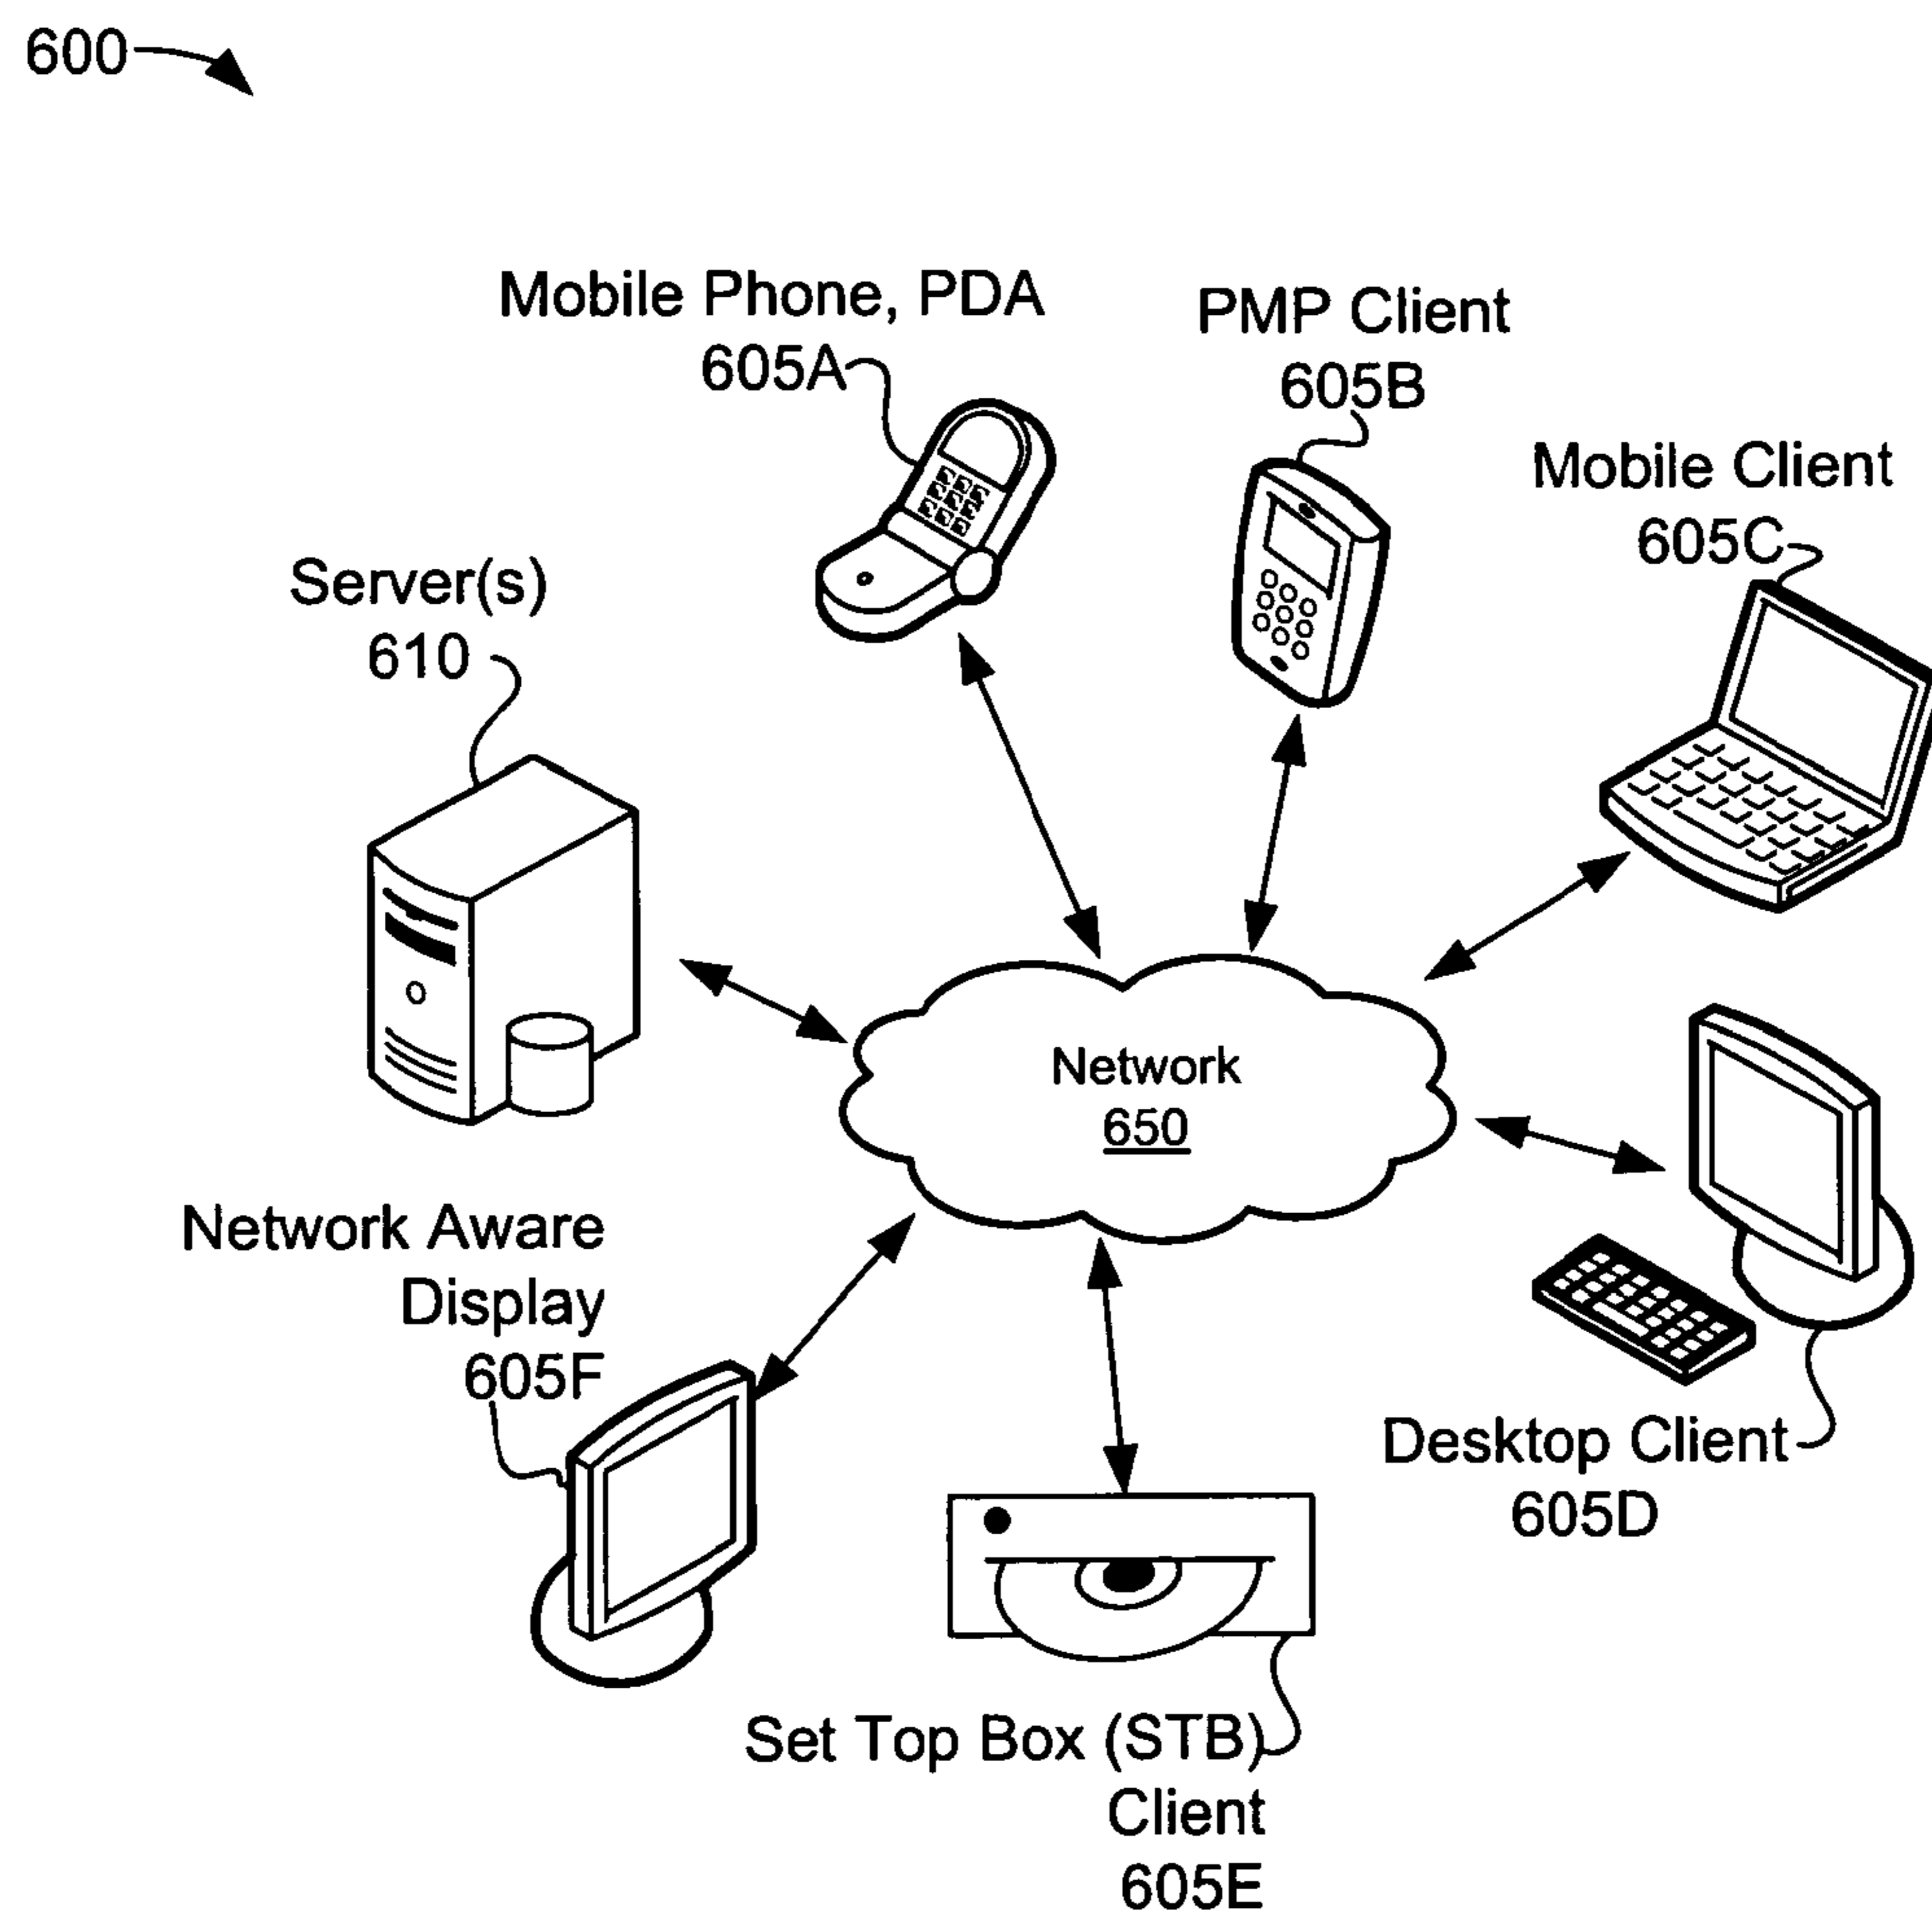 600
Mobile Phone, PDA
605A
PMP Client
605B
Mobile Client
605C
Server(s)
610
Network
650
Network Aware
Display
605F
Desktop Client
605D
Set Top Box (STB)
Client
605E